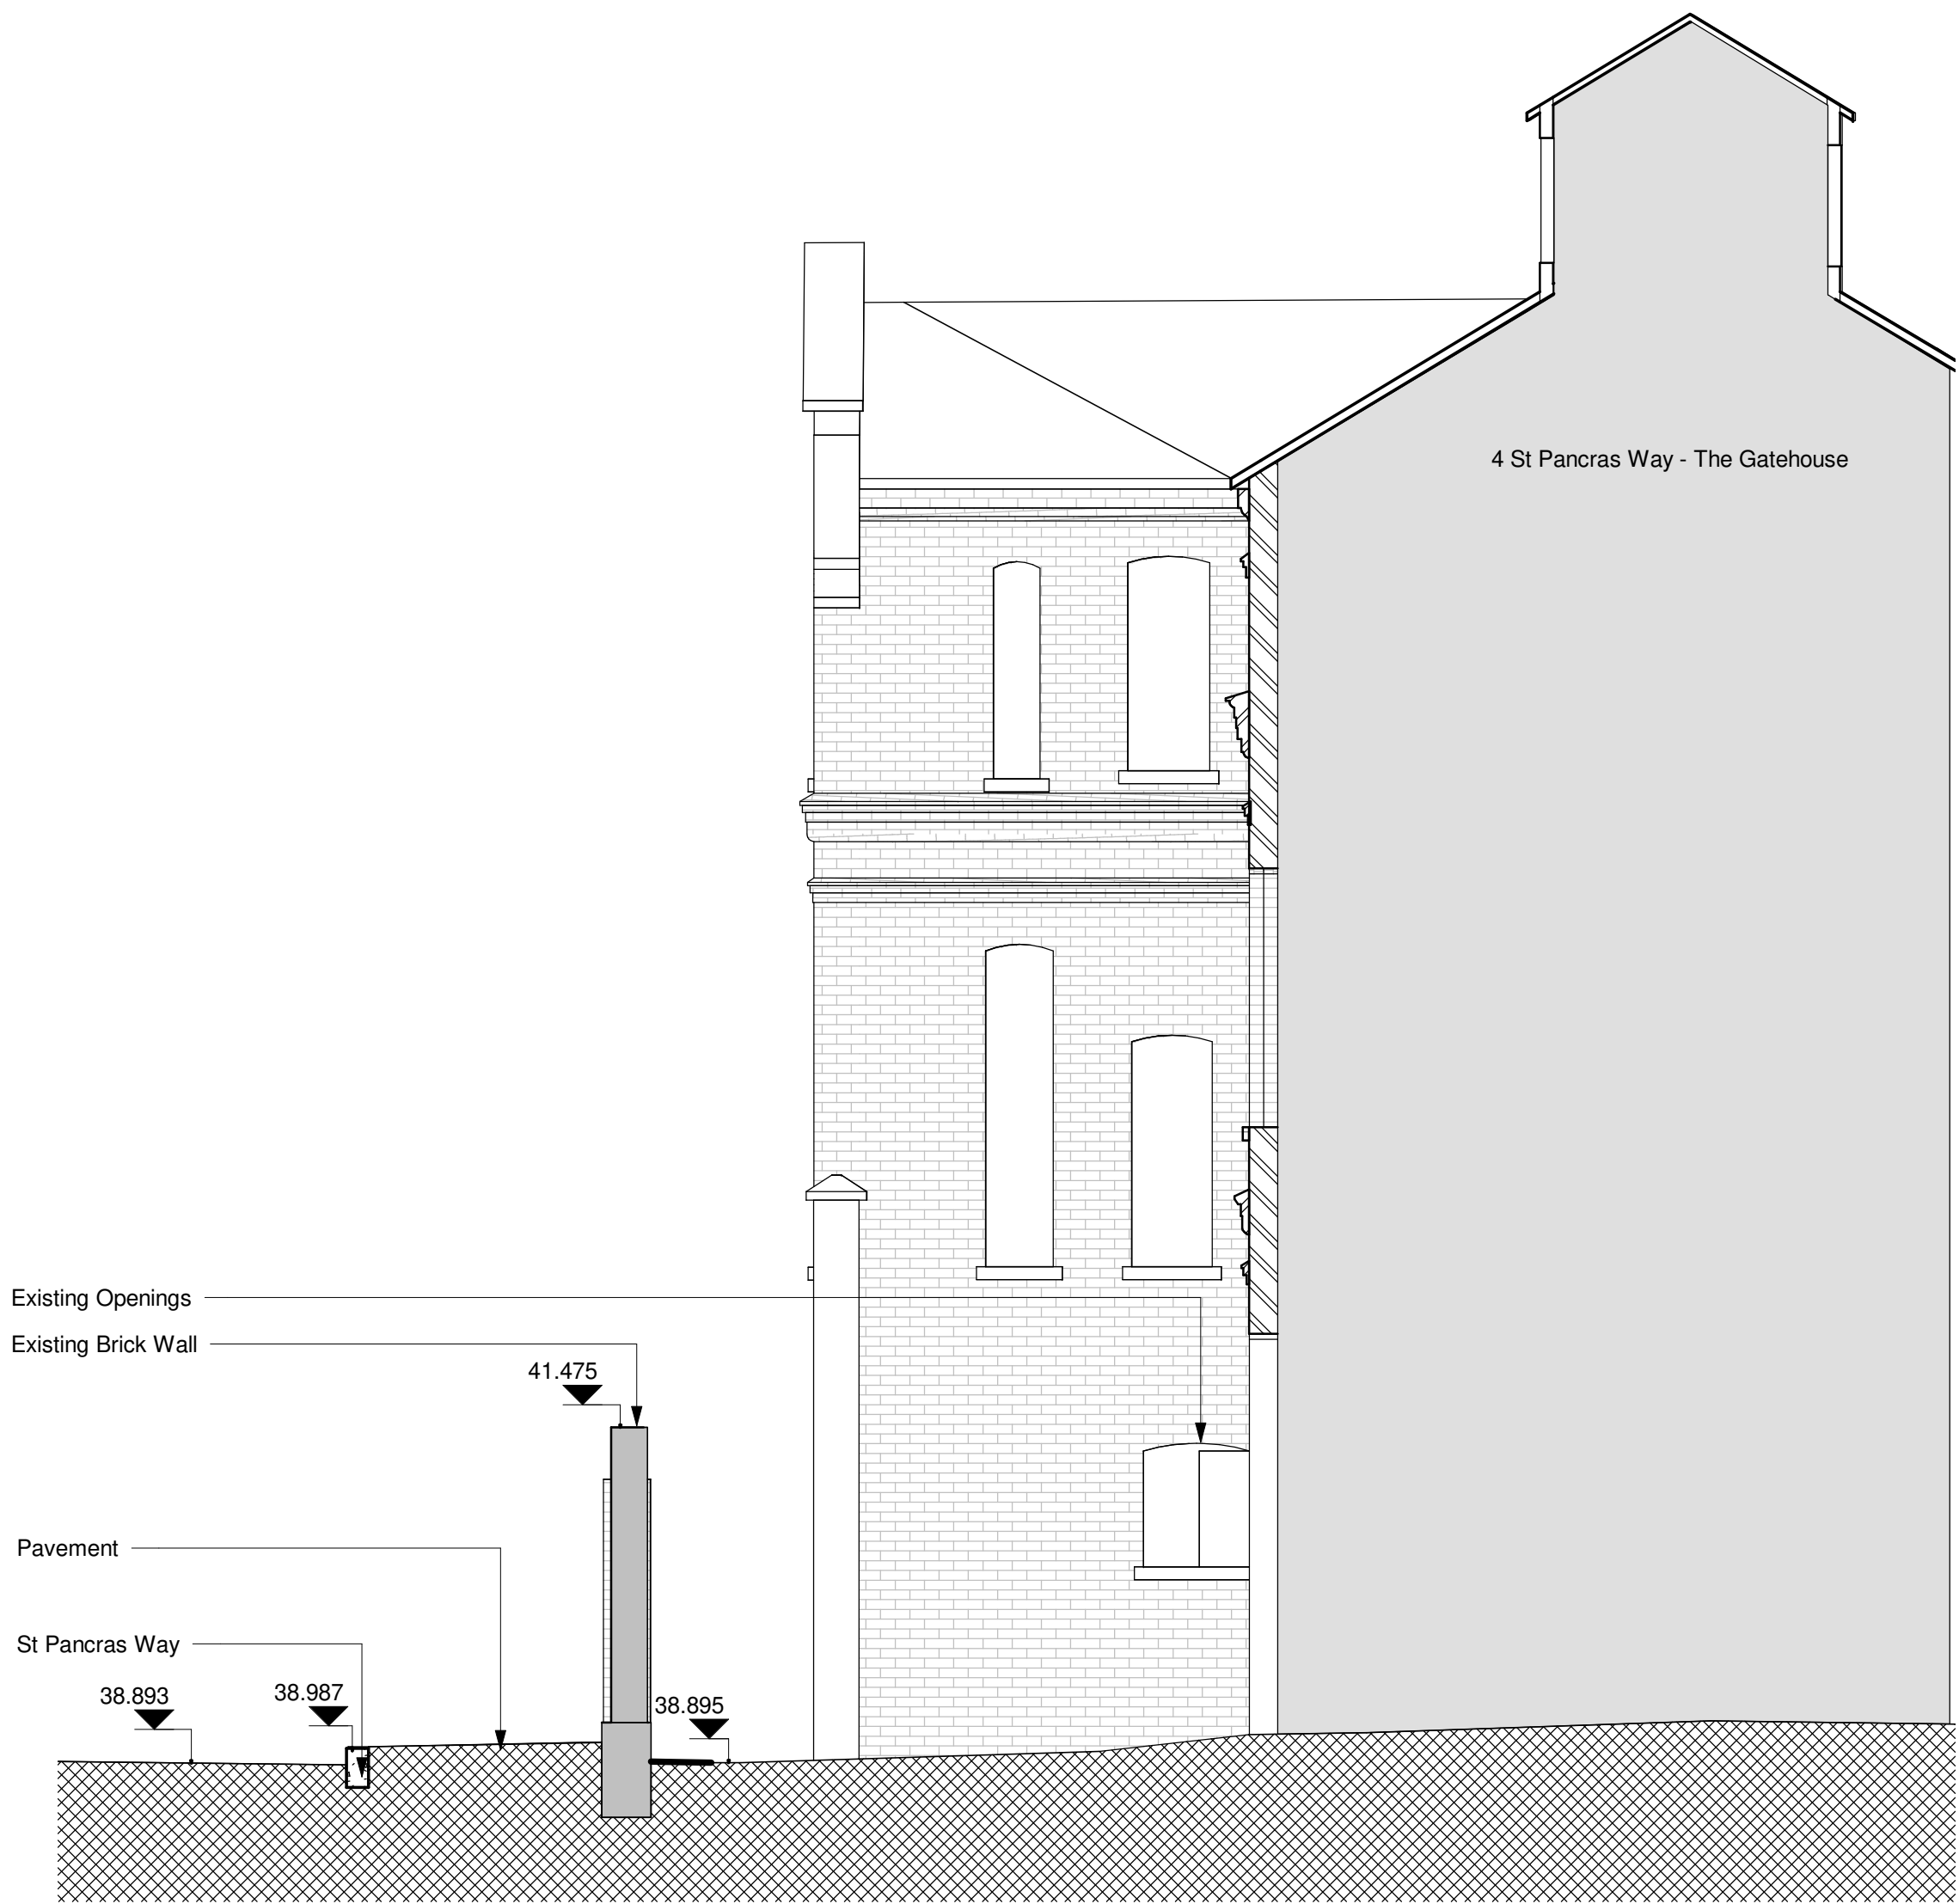 4 St Pancras Way - The Gatehouse
Existing Openings
Existing Brick Wall
41.475
Pavement
St Pancras Way
38.893
38.987
38.895